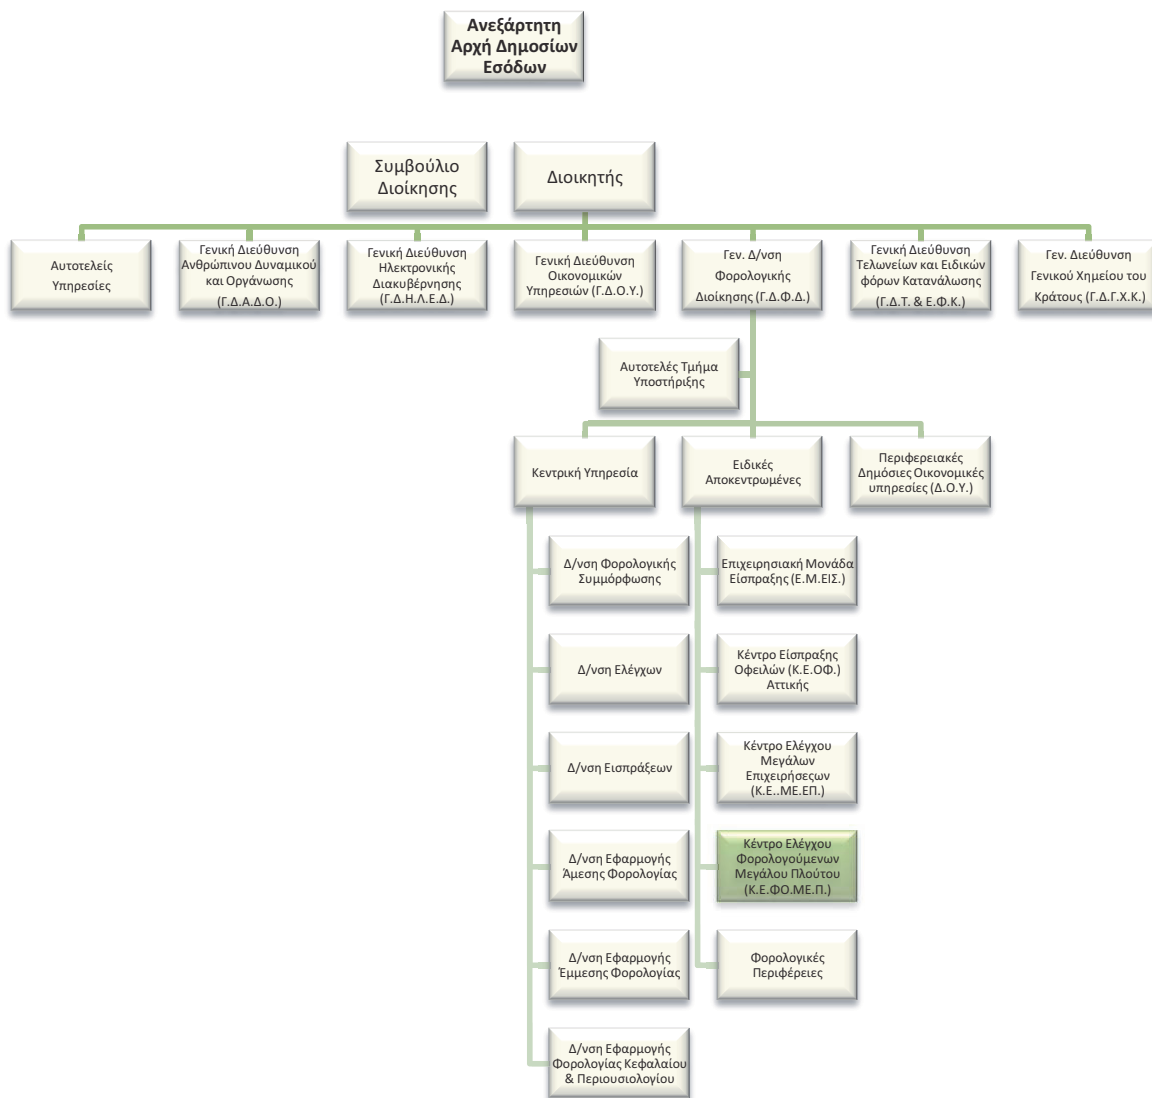 Ανεξάρτητη
Αρχή Δημοσίων
Εσόδων
Συμβούλιο
Διοίκησης
Διοικητής
Αυτοτελείς
Υπηρεσίες
Γενική Διεύθυνση
Ανθρώπινου Δυναμικού
και Οργάνωσης
(Γ.Δ.Α.Δ.Ο.)
Γενική Διεύθυνση
Ηλεκτρονικής
Διακυβέρνησης
(Γ.Δ.Η.Λ.Ε.Δ.)
Γενική Διεύθυνση
Οικονομικών
Υπηρεσιών (Γ.Δ.Ο.Υ.)
Γεν. Δ/νση
Φορολογικής
Διοίκησης (Γ.Δ.Φ.Δ.)
Γενική Διεύθυνση
Τελωνείων και Ειδικών
φόρων Κατανάλωσης
(Γ.Δ.Τ. & Ε.Φ.Κ.)
Γεν. Διεύθυνση
Γενικού Χημείου του
Κράτους (Γ.Δ.Γ.Χ.Κ.)
Αυτοτελές Τμήμα
Υποστήριξης
Κεντρική Υπηρεσία
Ειδικές
Αποκεντρωμένες
Περιφερειακές
Δημόσιες Οικονομικές
υπηρεσίες (Δ.Ο.Υ.)
Δ/νση Φορολογικής
Συμμόρφωσης
Δ/νση Ελέγχων
Δ/νση Εισπράξεων
Δ/νση Εφαρμογής
Άμεσης Φορολογίας
Δ/νση Εφαρμογής
Έμμεσης Φορολογίας
Δ/νση Εφαρμογής
Φορολογίας Κεφαλαίου
& Περιουσιολογίου
Επιχειρησιακή Μονάδα
Είσπραξης (Ε.Μ.ΕΙΣ.)
Κέντρο Είσπραξης
Οφειλών (Κ.Ε.ΟΦ.)
Αττικής
Κέντρο Ελέγχου
Μεγάλων
Επιχειρήσεςων
(Κ.Ε..ΜΕ.ΕΠ.)
Κέντρο Ελέγχου
Φορολογούμενων
Μεγάλου Πλούτου
(Κ.Ε.ΦΟ.ΜΕ.Π.)
Φορολογικές
Περιφέρειες